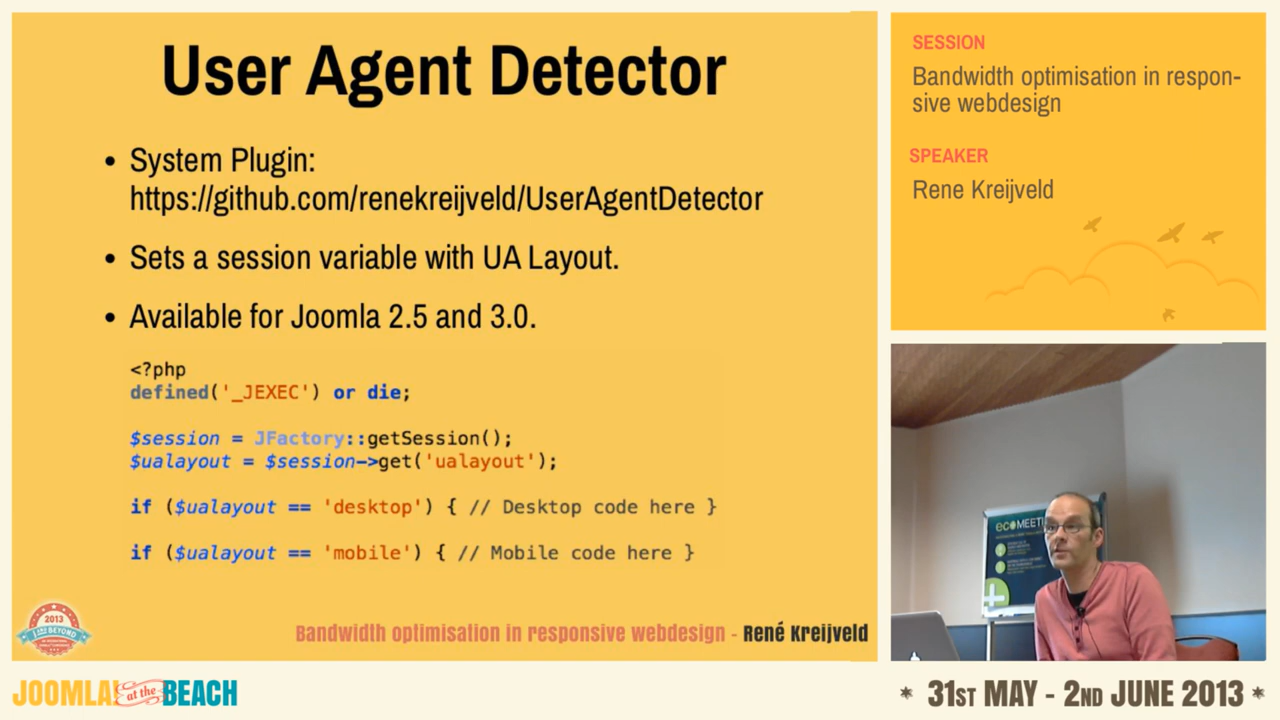 User Agent Detector
• System Plugin:
https://github.com/renekreijveld/UserAgentDetector
• Sets a session variable with UA Layout.
• Available for Joomla 2.5 and 3.0.
<?php
defined('_JEXEC') or die;
$session = JFactory::getSession();
$ualayout = $session->get('ualayout');
if ($ualayout == 'desktop') { // Desktop code here }
if ($ualayout == 'mobile') { // Mobile code here }
2013
BEYOND
Bandwidth optimisation in responsive webdesign - René Kreijveld
SESSION
Bandwidth optimisation in respon-
sive webdesign
SPEAKER
Rene Kreijveld
ecoMEETI
JOOMLA! at the BEACH
* 31ST MAY - 2ND JUNE 2013 *